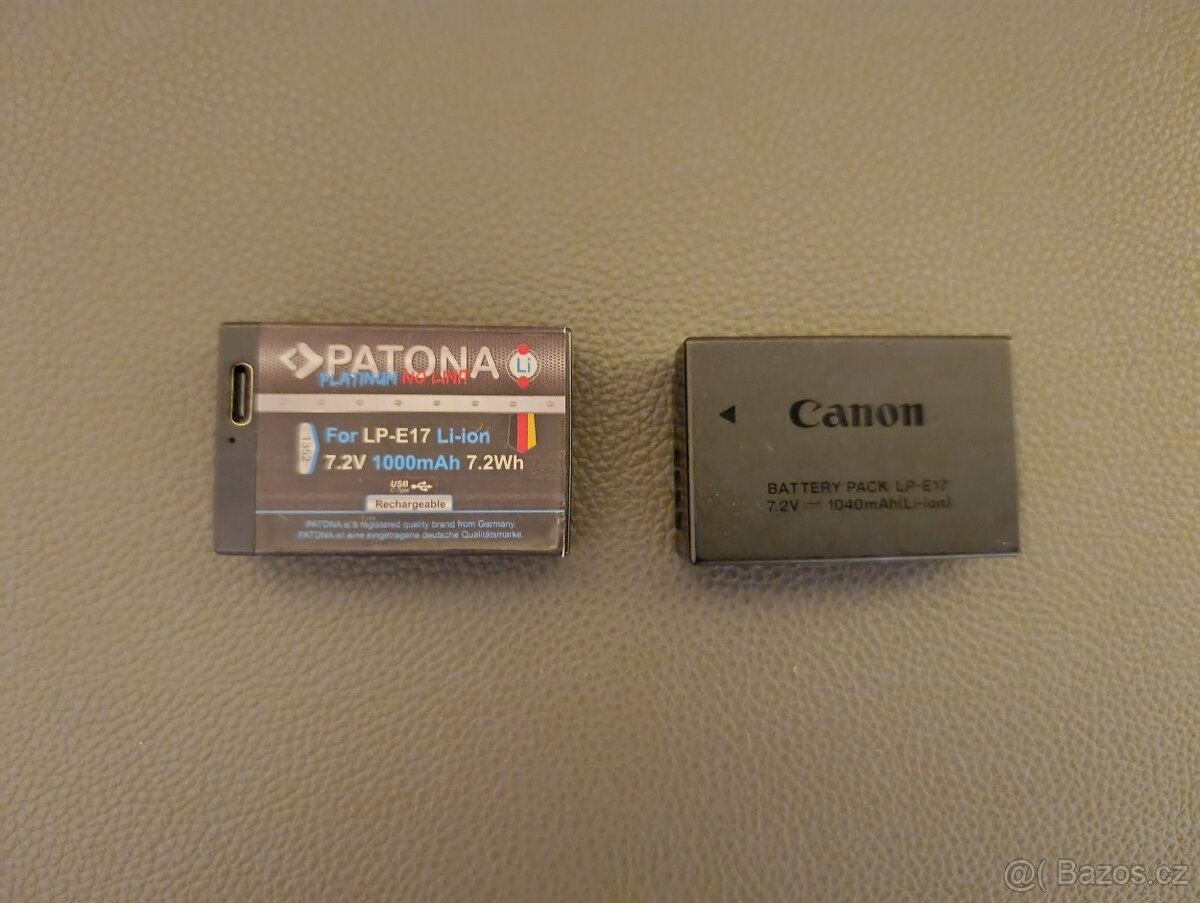 PATONA Li
PLATINUM NO LIMIT
1352
For LP-E17 Li-ion
7.2V 1000mAh 7.2Wh
USB
C-Type
Rechargeable
PATONA is a registered quality brand from Germany.
PATONA ist eine eingetragene deutsche Qualitätsmarke.
Canon
BATTERY PACK LP-E17
7.2V 1040mAh(Li-ion)
@( Bazos.cz